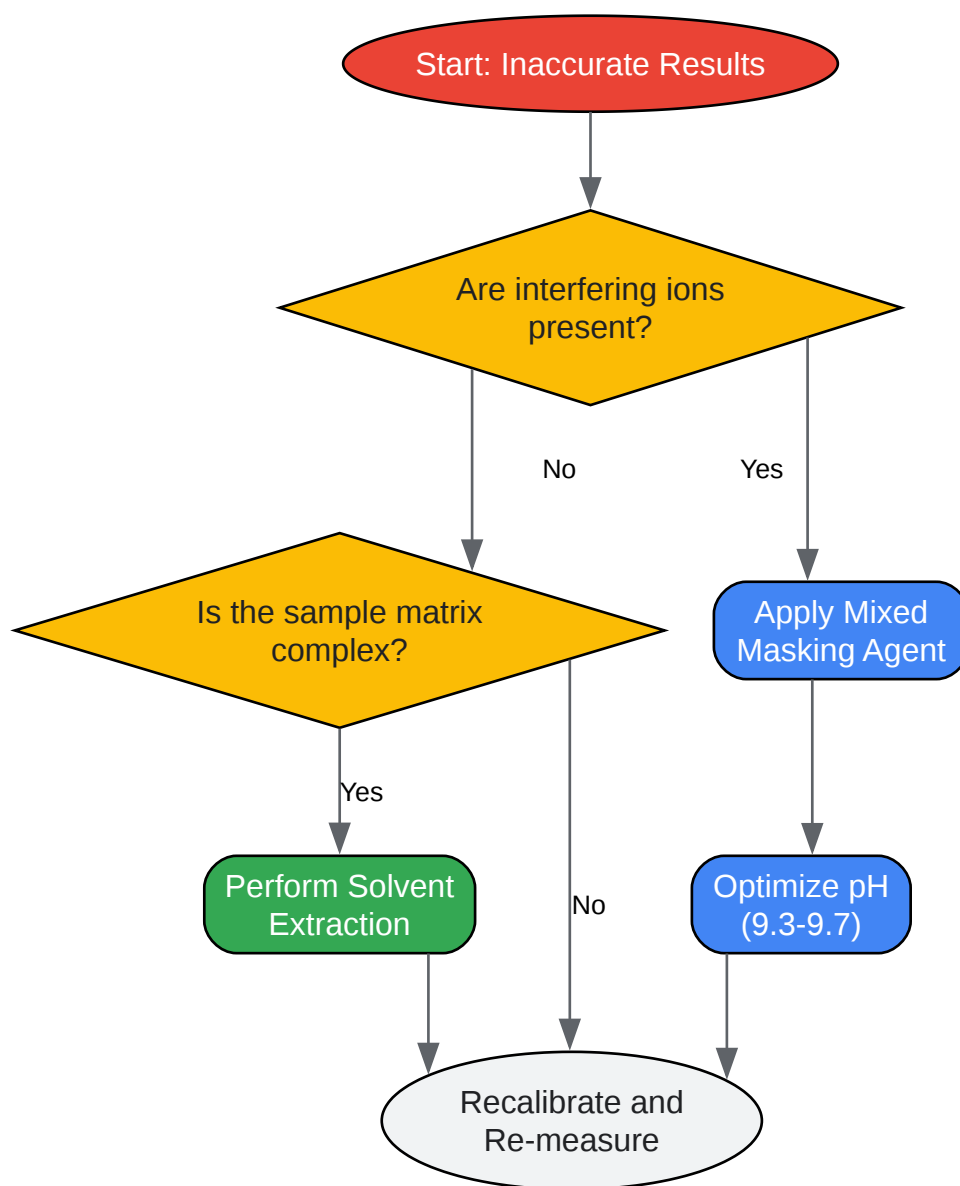 Start: Inaccurate Results
Are interfering ions
present?
No
Yes
Is the sample matrix
complex?
Apply Mixed
Masking Agent
Yes
Perform Solvent
Extraction
No
Optimize pH
(9.3-9.7)
Recalibrate and
Re-measure